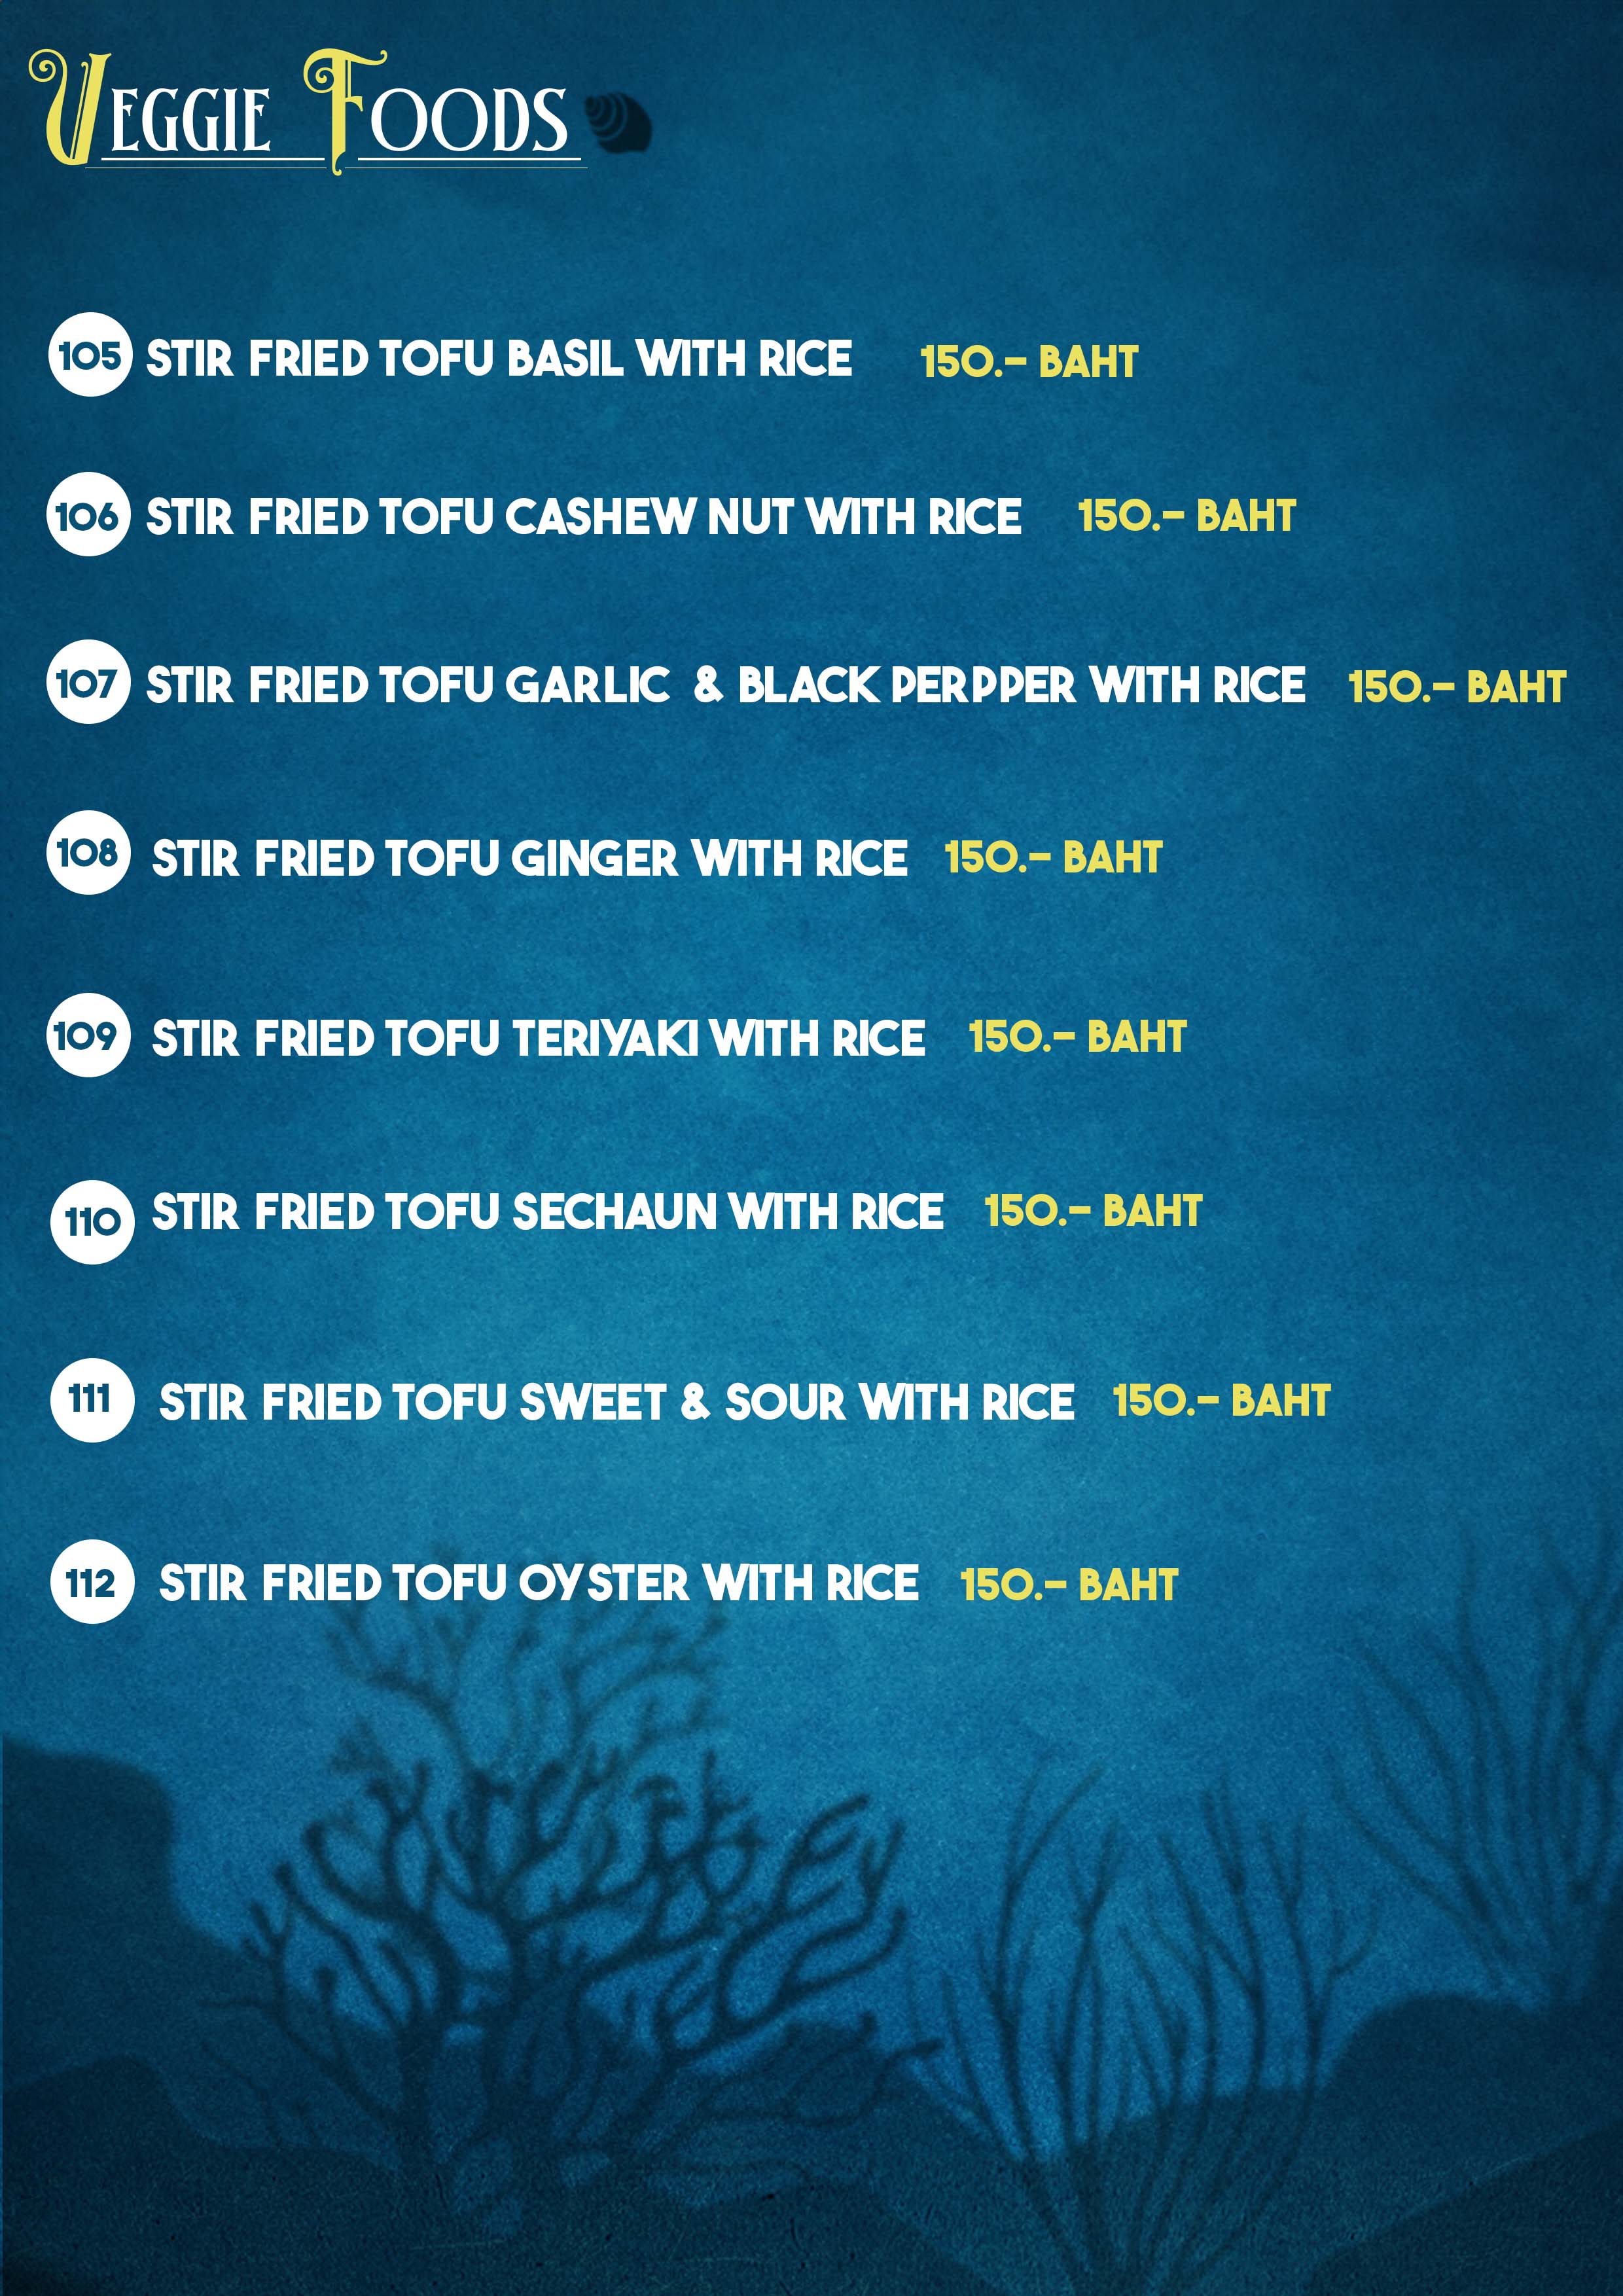 VEGGIE FOODS
105 STIR FRIED TOFU BASIL WITH RICE 150.- BAHT
106 STIR FRIED TOFU CASHEW NUT WITH RICE 150.- BAHT
107 STIR FRIED TOFU GARLIC & BLACK PERPPER WITH RICE 150.- BAHT
108 STIR FRIED TOFU GINGER WITH RICE 150.- BAHT
109 STIR FRIED TOFU TERIYAKI WITH RICE 150.- BAHT
110 STIR FRIED TOFU SECHAUN WITH RICE 150.- BAHT
111 STIR FRIED TOFU SWEET & SOUR WITH RICE 150.- BAHT
112 STIR FRIED TOFU OYSTER WITH RICE 150.- BAHT